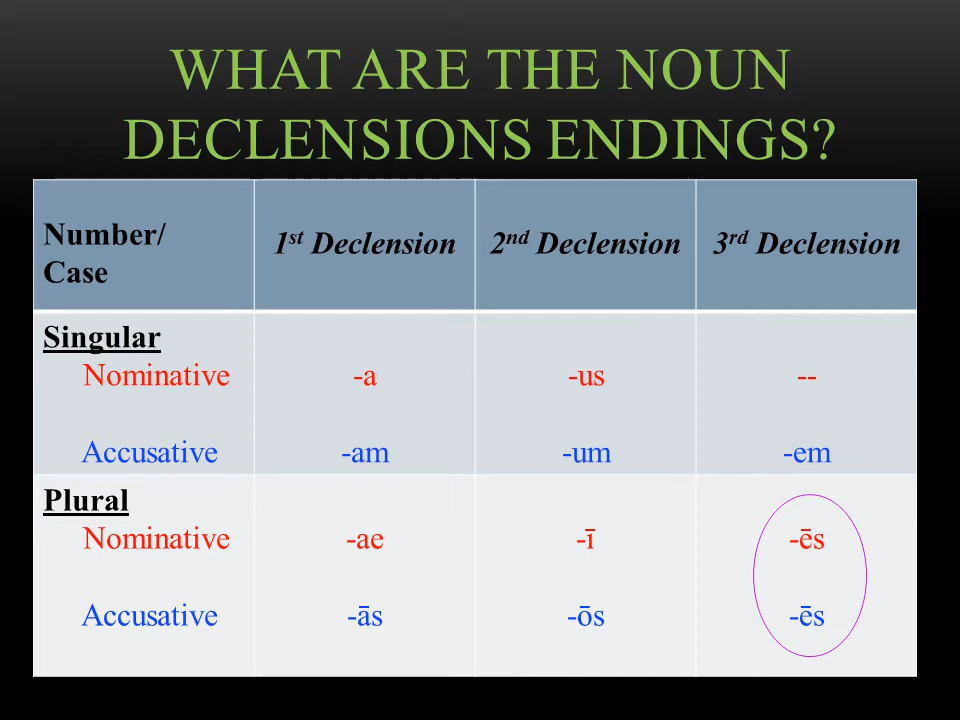 WHAT ARE THE NOUN
DECLENSIONS ENDINGS?
Number/
Case
1st Declension
2nd Declension
3rd Declension
Singular
Nominative -a -us --
Accusative -am -um -em
Plural
Nominative -ae -ī -ēs
Accusative -ās -ōs -ēs